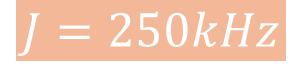 J = 250kHz